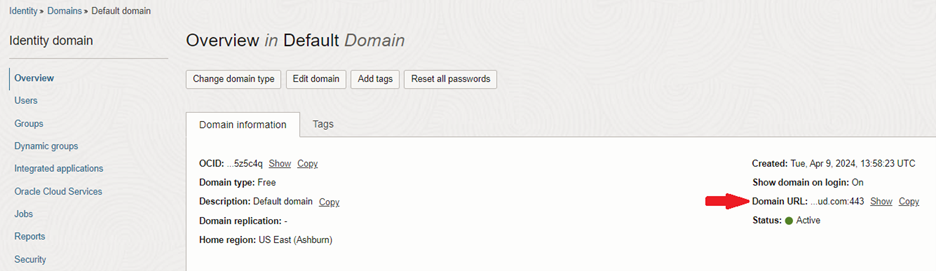 Identity » Domains » Default domain
Identity domain
Overview
Users
Groups
Dynamic groups
Integrated applications
Oracle Cloud Services
Jobs
Reports
Security
Overview in Default Domain
Change domain type Edit domain Add tags Reset all passwords
Domain information Tags
OCID: ...5z5c4q Show Copy
Domain type: Free
Description: Default domain Copy
Domain replication: -
Home region: US East (Ashburn)
Created: Tue, Apr 9, 2024, 13:58:23 UTC
Show domain on login: On
Domain URL: ...ud.com:443 Show Copy
Status: Active